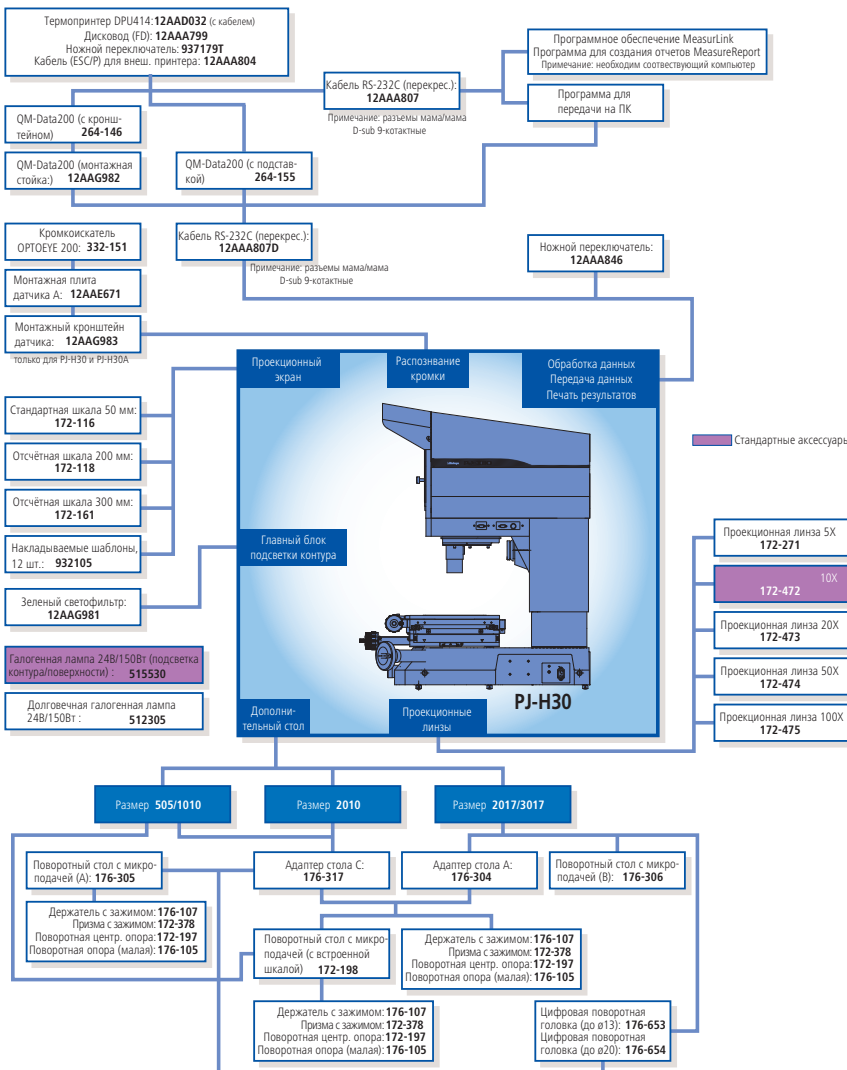 Термопринтер DPU414: 12AAD032 (с кабелем)
Дисковод (FD): 12AAA799
Ножной переключатель: 937179T
Кабель (ESC/P) для внеш. принтера: 12AAA804
Программное обеспечение MeasurLink
Программа для создания отчетов MeasureReport
Примечание: необходим соотвествующий компьютер
Кабель RS-232C (перекрес.):
12AAA807
Примечание: разъемы мама/мама
D-sub 9-котактные
Программа для
передачи на ПК
QM-Data200 (с кронш-
тейном) 264-146
QM-Data200 (монтажная
стойка:) 12AAG982
QM-Data200 (с подстав-
кой) 264-155
Кромкоискатель
OPTOEYE 200: 332-151
Кабель RS-232C (перекрес.):
12AAA807D
Примечание: разъемы мама/мама
D-sub 9-котактные
Ножной переключатель:
12AAA846
Монтажная плита
датчика А: 12AAE671
Монтажный кронштейн
датчика: 12AAG983
только для PJ-H30 и PJ-H30A
Проекционный
экран
Распознвание
кромки
Обработка данных
Передача данных
Печать результатов
Стандартная шкала 50 мм:
172-116
Отсчётная шкала 200 мм:
172-118
Отсчётная шкала 300 мм:
172-161
Накладываемые шаблоны,
12 шт.: 932105
Зеленый светофильтр:
12AAG981
Галогенная лампа 24В/150Вт (подсветка
контура/поверхности) : 515530
Долговечная галогенная лампа
24В/150Вт : 512305
Главный блок
подсветки контура
Стандартные аксессуары
Проекционная линза 5X
172-271
10X
172-472
Проекционная линза 20X
172-473
Проекционная линза 50X
172-474
Проекционная линза 100X
172-475
PJ-H30
Дополни-
тельный стол
Проекционные
линзы
Размер 505/1010
Размер 2010
Размер 2017/3017
Поворотный стол с микро-
подачей (А): 176-305
Адаптер стола С:
176-317
Адаптер стола А:
176-304
Поворотный стол с микро-
подачей (В): 176-306
Держатель с зажимом: 176-107
Призма с зажимом: 172-378
Поворотная центр. опора: 172-197
Поворотная опора (малая): 176-105
Поворотный стол с микро-
подачей (с встроенной
шкалой) 172-198
Держатель с зажимом: 176-107
Призма с зажимом: 172-378
Поворотная центр. опора: 172-197
Поворотная опора (малая): 176-105
Держатель с зажимом: 176-107
Призма с зажимом: 172-378
Поворотная центр. опора: 172-197
Поворотная опора (малая): 176-105
Цифровая поворотная
головка (до ø13): 176-653
Цифровая поворотная
головка (до ø20): 176-654